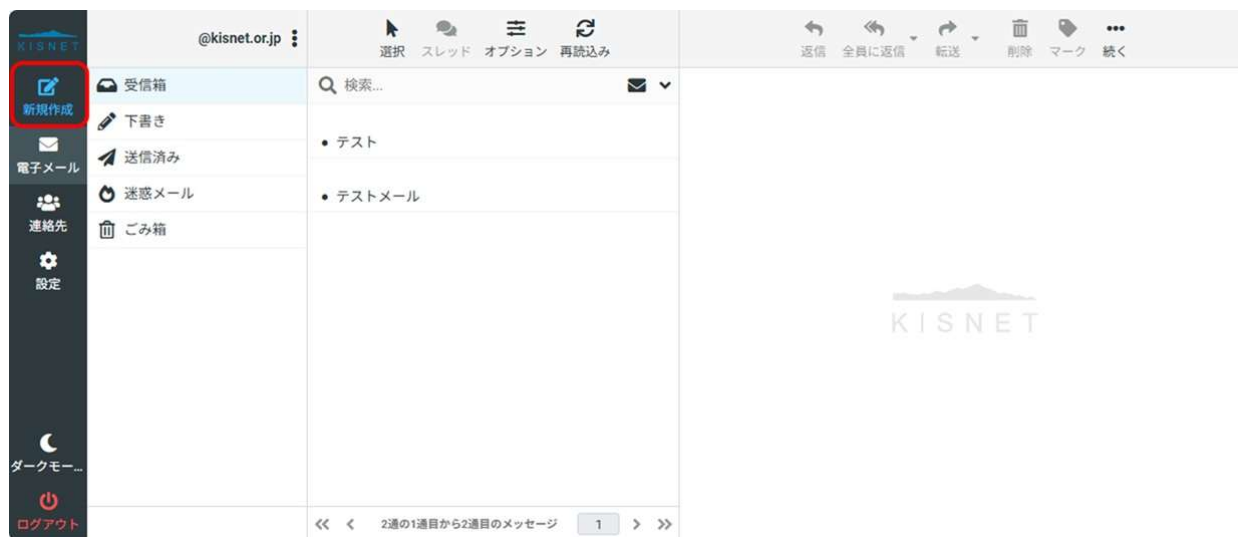 KISNET
新規作成
電子メール
連絡先
設定
ダークモー...
ログアウト
@kisnet.or.jp
受信箱
下書き
送信済み
迷惑メール
ごみ箱
選択 スレッド オプション 再読込み
検索...
テスト
テストメール
2通の1通目から2通目のメッセージ 1
返信 全員に返信 転送 削除 マーク 続く
KISNET